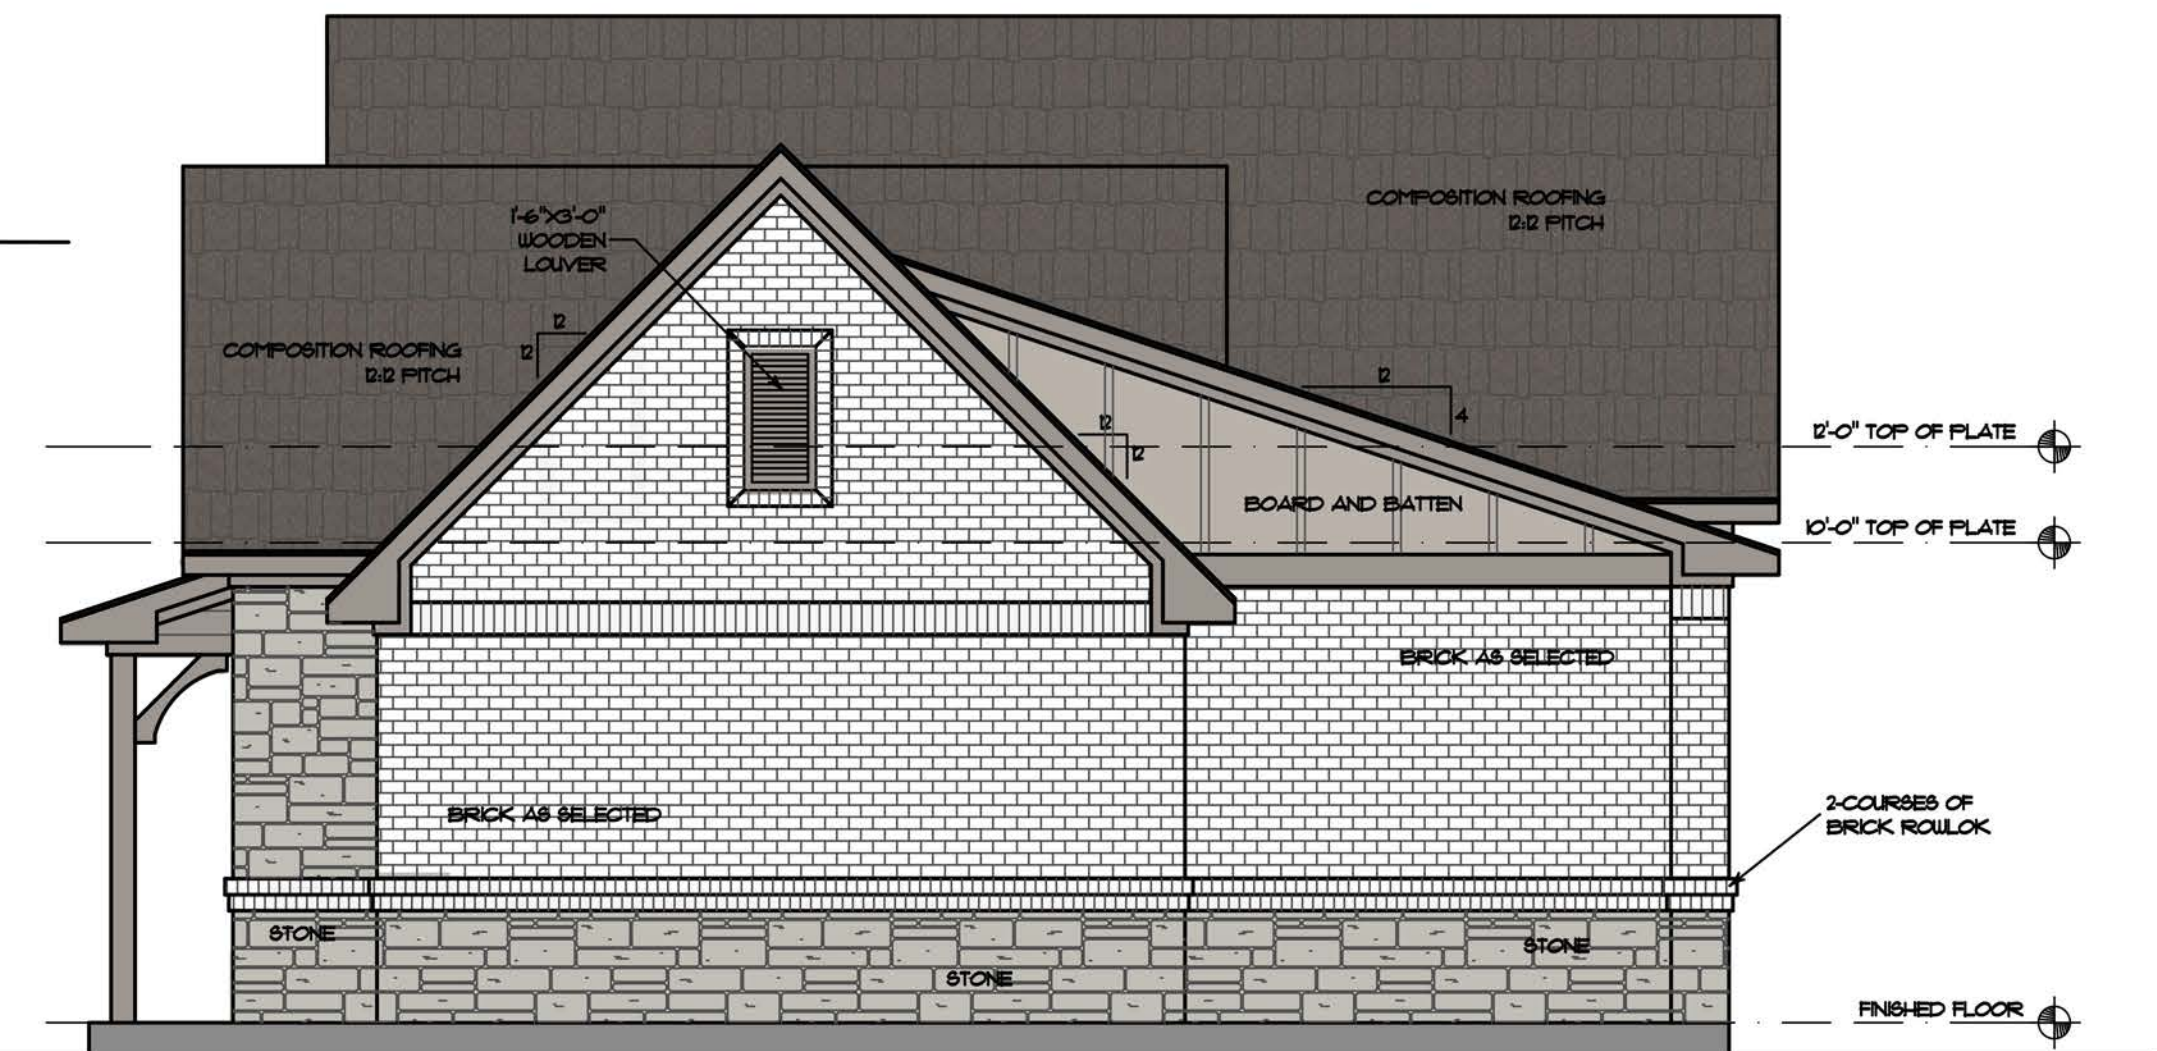 COMPOSITION ROOFING
12:12 PITCH
1'-6"X3'-0"
WOODEN
LOUVER
12
12
COMPOSITION ROOFING
12:12 PITCH
12
4
12
12
12'-0" TOP OF PLATE
BOARD AND BATTEN
10'-0" TOP OF PLATE
BRICK AS SELECTED
BRICK AS SELECTED
2-COURSES OF
BRICK ROWLOK
STONE
STONE
STONE
FINISHED FLOOR